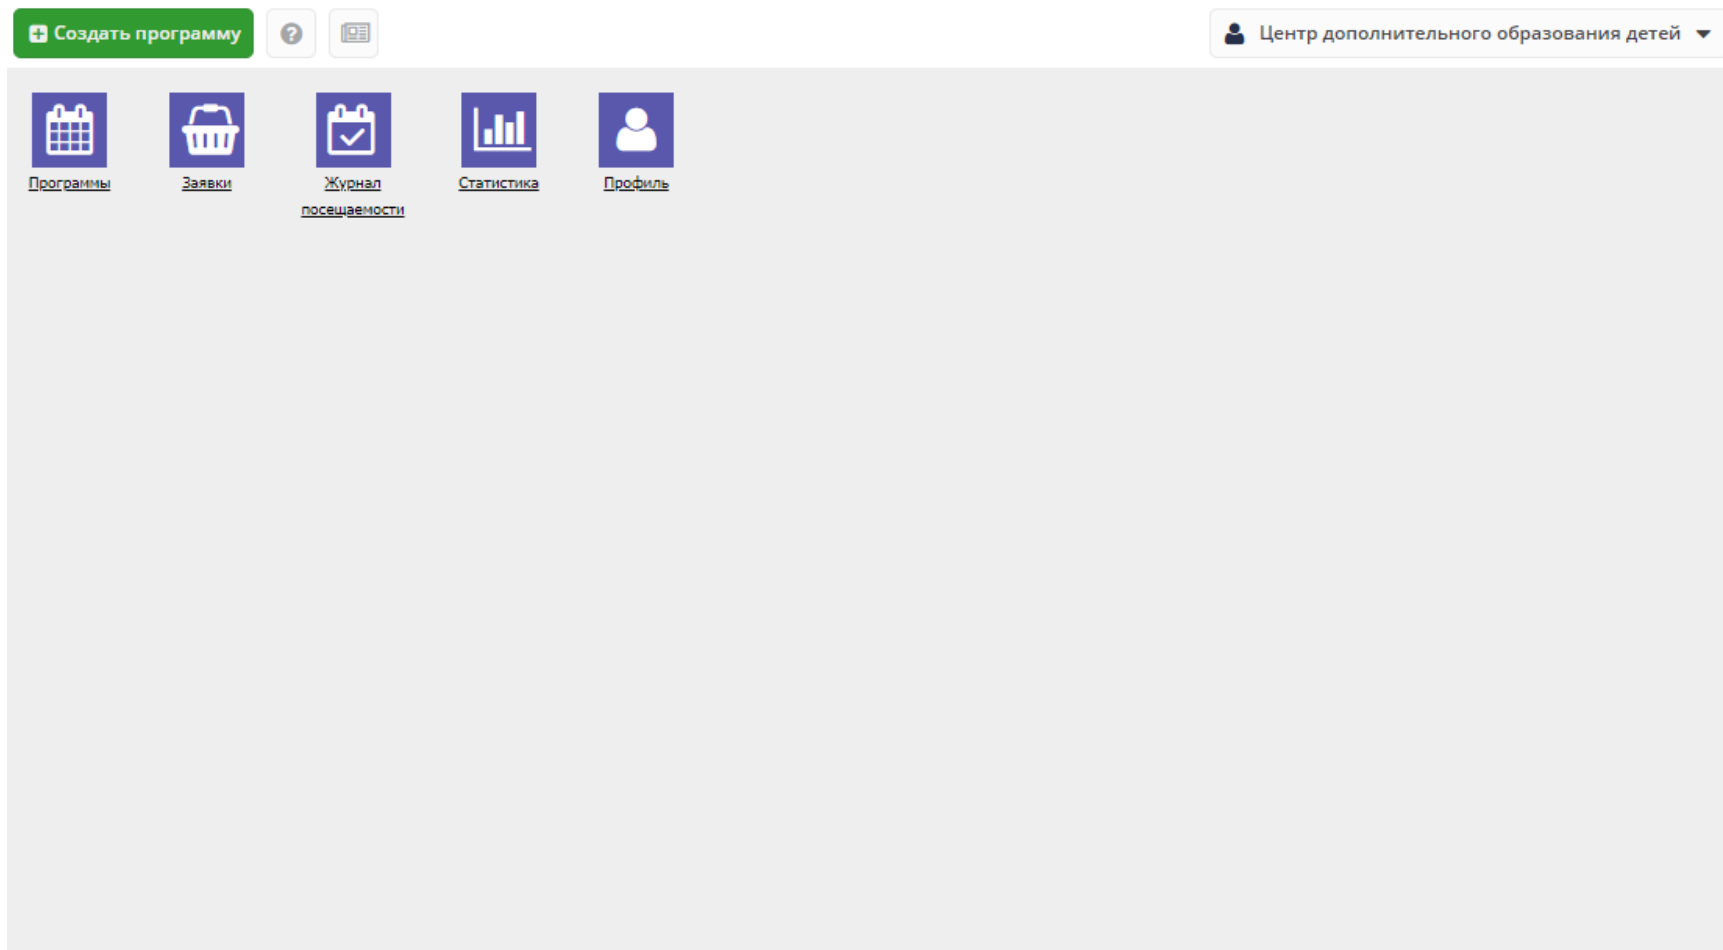 Создать программу
Центр дополнительного образования детей
Программы
Заявки
Журнал
посещаемости
Статистика
Профиль